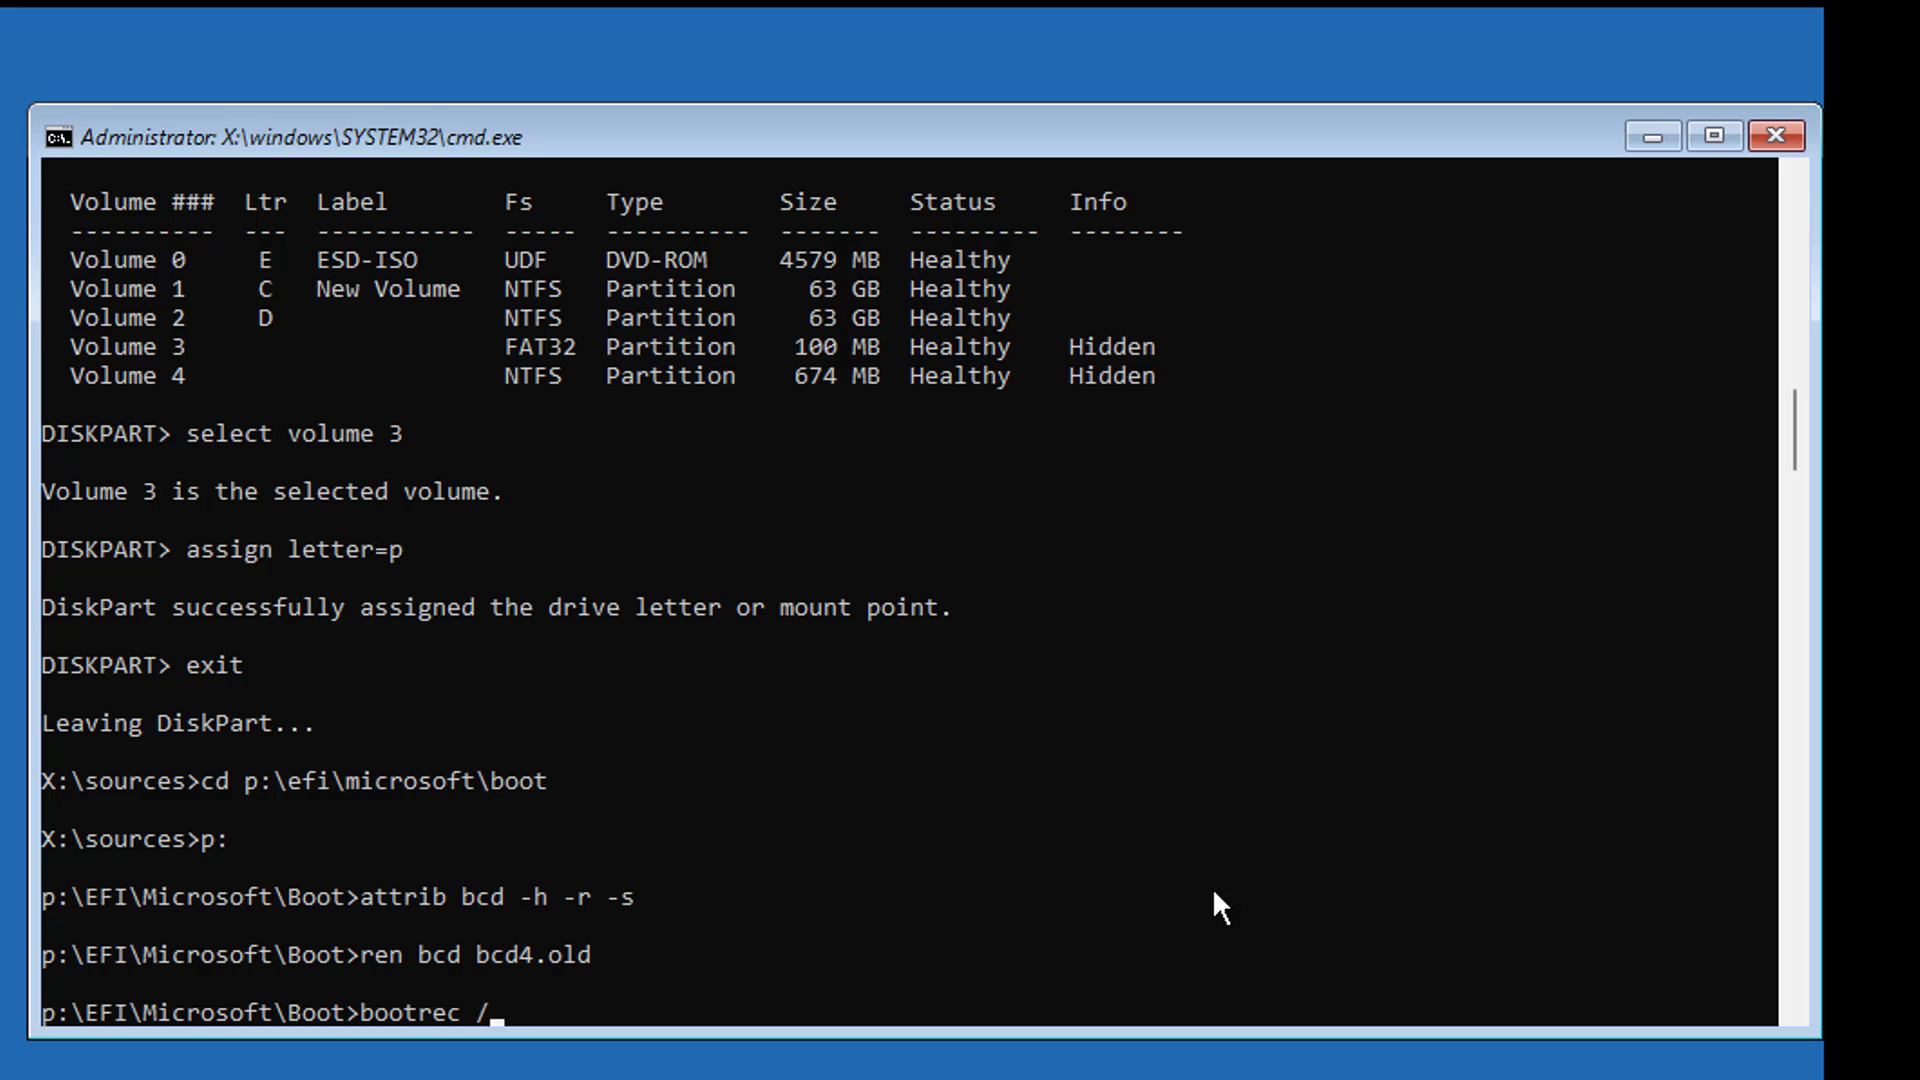 Administrator: X:\windows\SYSTEM32\cmd.exe
Volume ### Ltr Label Fs Type Size Status Info
---------- --- ----------- ----- ---------- ------- --------- --------
Volume 0 E ESD-ISO UDF DVD-ROM 4579 MB Healthy
Volume 1 C New Volume NTFS Partition 63 GB Healthy
Volume 2 D NTFS Partition 63 GB Healthy
Volume 3 FAT32 Partition 100 MB Healthy Hidden
Volume 4 NTFS Partition 674 MB Healthy Hidden
DISKPART> select volume 3
Volume 3 is the selected volume.
DISKPART> assign letter=p
DiskPart successfully assigned the drive letter or mount point.
DISKPART> exit
Leaving DiskPart...
X:\sources>cd p:\efi\microsoft\boot
X:\sources>p:
p:\EFI\Microsoft\Boot>attrib bcd -h -r -s
p:\EFI\Microsoft\Boot>ren bcd bcd4.old
p:\EFI\Microsoft\Boot>bootrec /